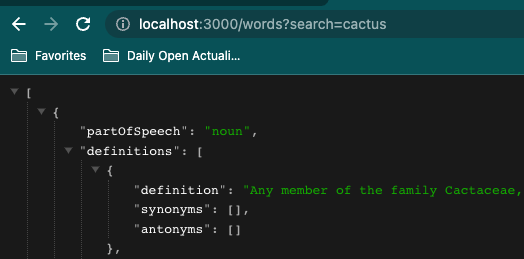 localhost:3000/words?search=cactus
Favorites Daily Open Actuali...
[
{
"partOfSpeech": "noun",
"definitions": [
{
"definition": "Any member of the family Cactaceae,
"synonyms": [],
"antonyms": []
},